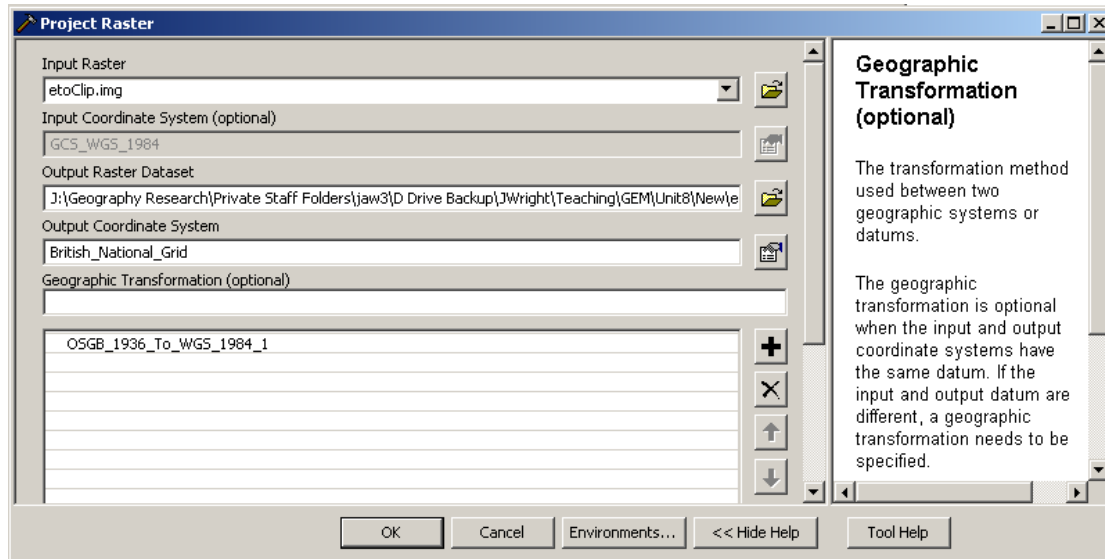 Project Raster
Input Raster
etoClip.img
Input Coordinate System (optional)
GCS_WGS_1984
Output Raster Dataset
J:\Geography Research\Private Staff Folders\jaw3\D Drive Backup\JWright\Teaching\GEM\Unit8\New\e
Output Coordinate System
British_National_Grid
Geographic Transformation (optional)
OSGB_1936_To_WGS_1984_1
Geographic
Transformation
(optional)
The transformation method
used between two
geographic systems or
datums.
The geographic
transformation is optional
when the input and output
coordinate systems have
the same datum. If the
input and output datum are
different, a geographic
transformation needs to be
specified.
OK
Cancel
Environments...
<< Hide Help
Tool Help